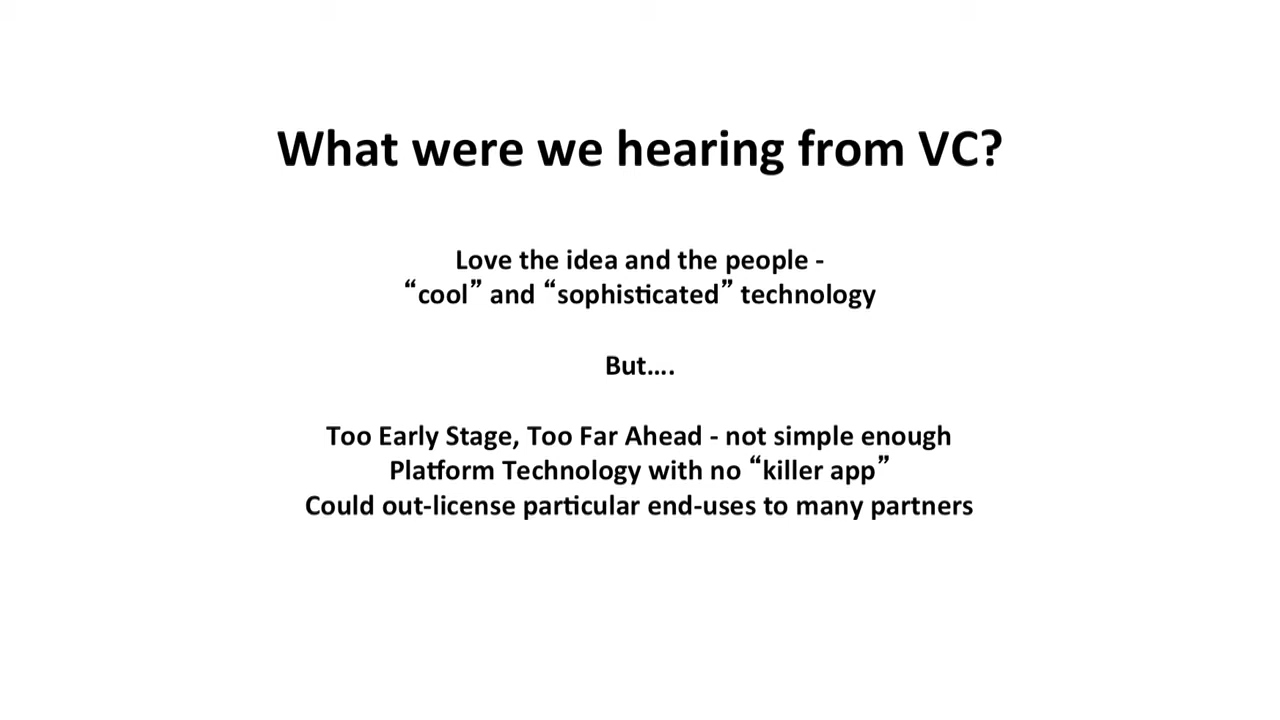 What were we hearing from VC?
Love the idea and the people -
“cool” and “sophisticated” technology
But….
Too Early Stage, Too Far Ahead - not simple enough
Platform Technology with no “killer app”
Could out-license particular end-uses to many partners